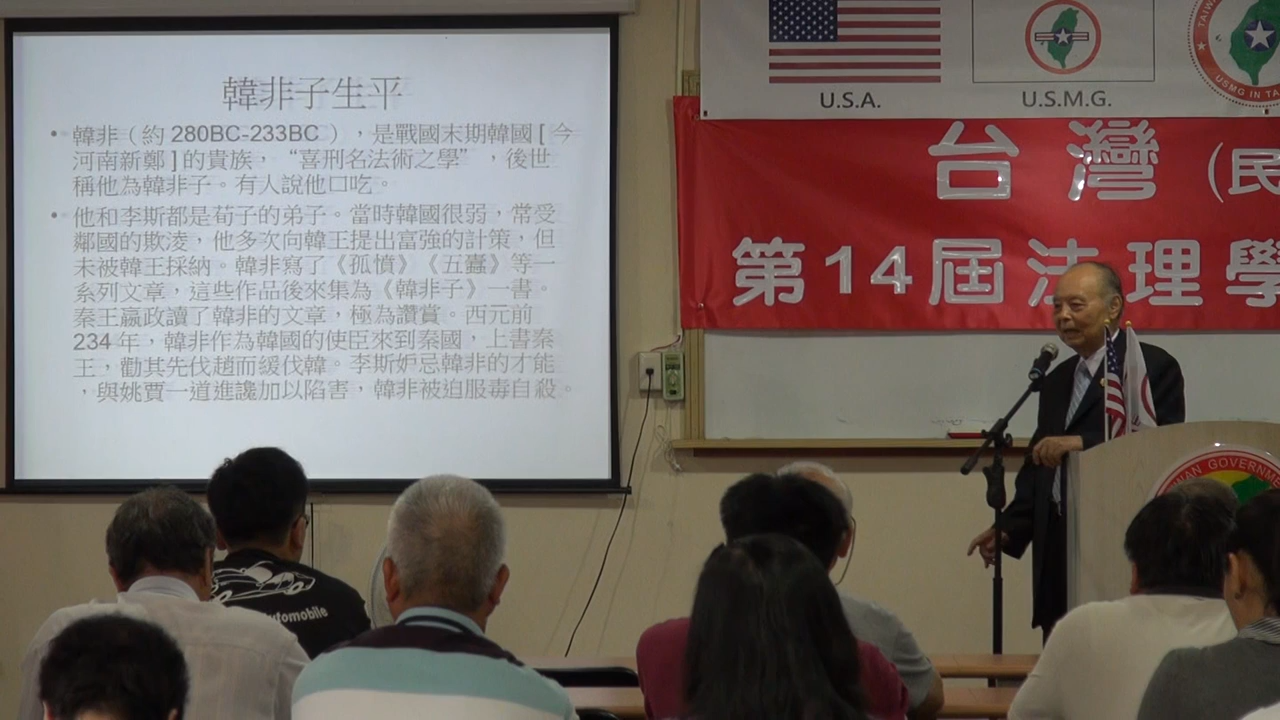 韓非子生平
• 韓非（約 280BC-233BC ），是戰國末期韓國 [ 今
河南新鄭 ] 的貴族，“喜刑名法術之學”，後世
稱他為韓非子。有人說他口吃。
• 他和李斯都是荀子的弟子。當時韓國很弱，常受
鄰國的欺淩，他多次向韓王提出富強的計策，但
未被韓王採納。韓非寫了《孤憤》《五蠹》等一
系列文章，這些作品後來集為《韓非子》一書。
秦王嬴政讀了韓非的文章，極為讚賞。西元前
234 年，韓非作為韓國的使臣來到秦國，上書秦
王，勸其先伐趙而緩伐韓。李斯妒忌韓非的才能
，與姚賈一道進讒加以陷害，韓非被迫服毒自殺。
U.S.A.
U.S.M.G.
USMG IN TA
台灣（民
第14屆法理學
WAN GOVERNMEN
utomobile